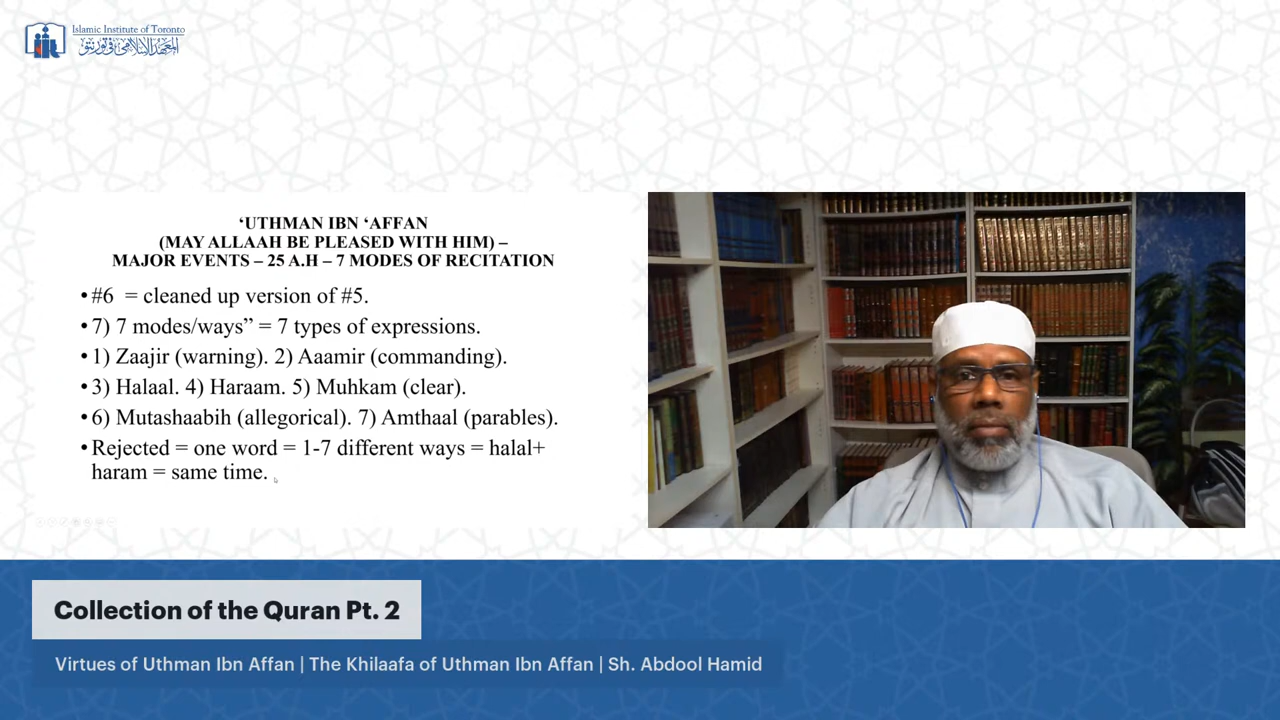 Islamic Institute of Toronto
المعهد الإسلامي في تورنتو
‘UTHMAN IBN ‘AFFAN
(MAY ALLAAH BE PLEASED WITH HIM) –
MAJOR EVENTS – 25 A.H – 7 MODES OF RECITATION
•#6 = cleaned up version of #5.
•7) 7 modes/ways” = 7 types of expressions.
•1) Zaajir (warning). 2) Aaamir (commanding).
•3) Halaal. 4) Haraam. 5) Muhkam (clear).
•6) Mutashaabih (allegorical). 7) Amthaal (parables).
•Rejected = one word = 1-7 different ways = halal+
haram = same time.
Collection of the Quran Pt. 2
Virtues of Uthman Ibn Affan | The Khilaafa of Uthman Ibn Affan | Sh. Abdool Hamid